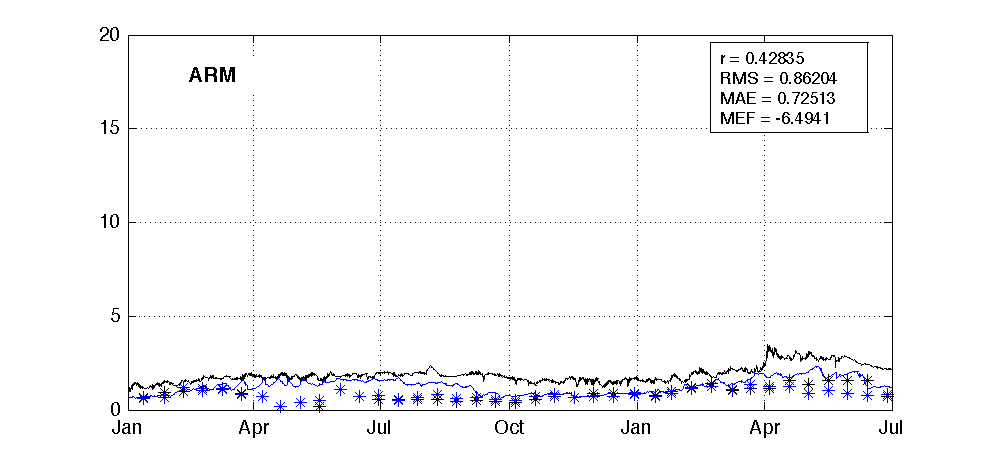 20
ARM
r = 0.42835
RMS = 0.86204
MAE = 0.72513
MEF = -6.4941
15
10
5
0
Jan Apr Jul Oct Jan Apr Jul